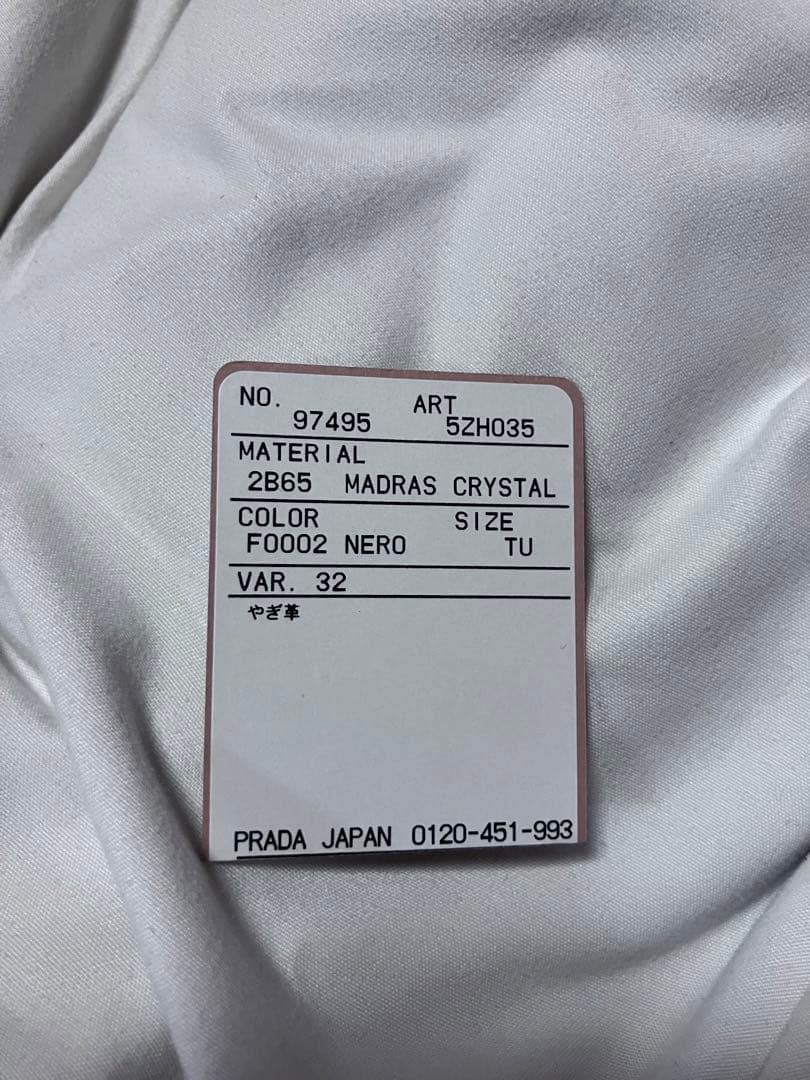 NO. ART
97495 5ZH035
MATERIAL
2B65 MADRAS CRYSTAL
COLOR SIZE
F0002 NERO TU
VAR. 32
やぎ革
PRADA JAPAN 0120-451-993